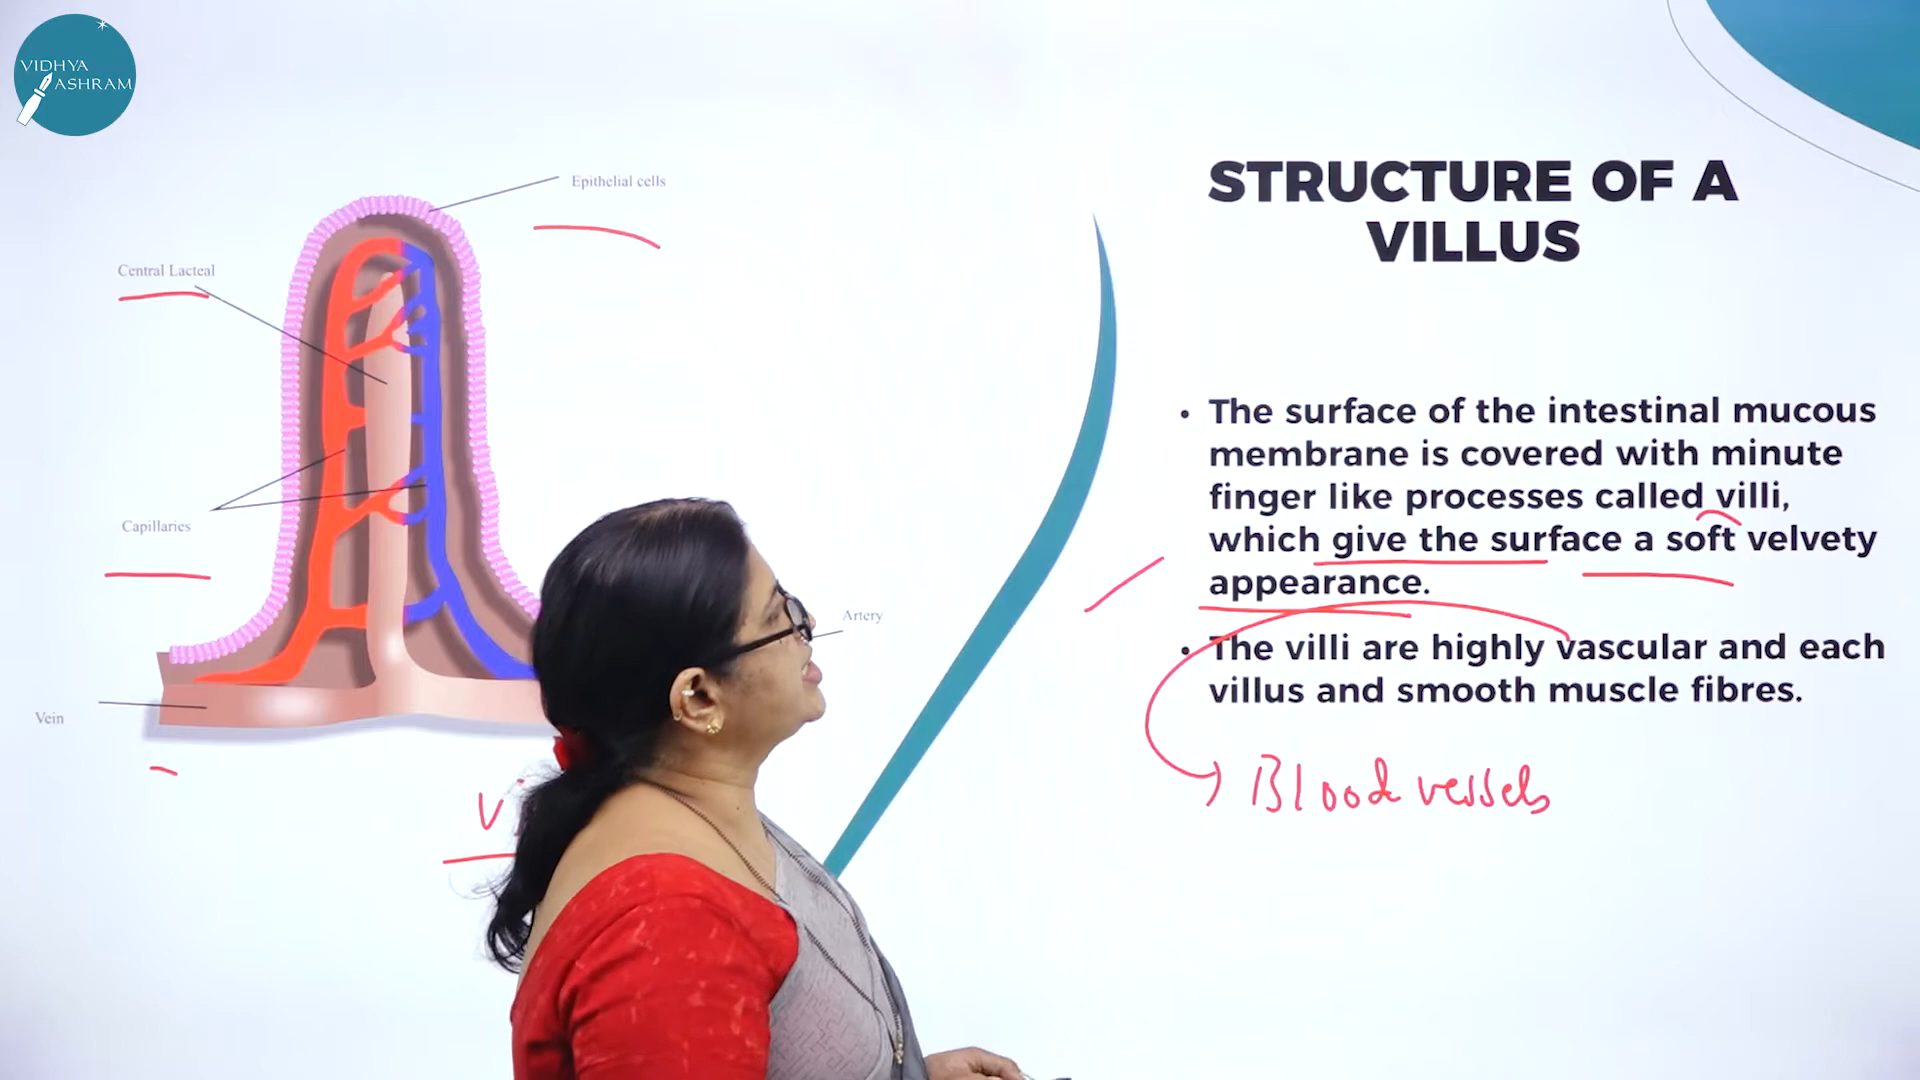 VIDHYA
ASHRAM
Epithelial cells
Central Lacteal
Capillaries
Artery
Vein
STRUCTURE OF A
VILLUS
• The surface of the intestinal mucous
membrane is covered with minute
finger like processes called villi,
which give the surface a soft velvety
appearance.
• The villi are highly vascular and each
villus and smooth muscle fibres.
Blood vessels